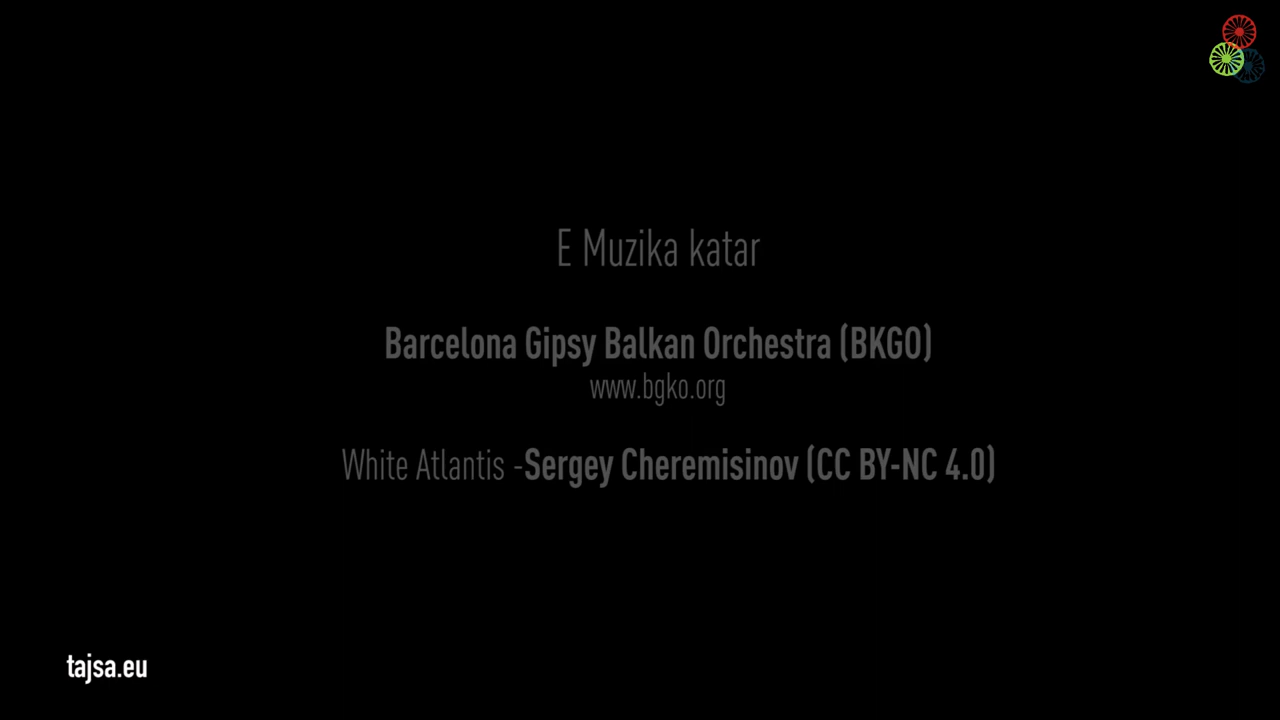 E Muzika katar
Barcelona Gipsy Balkan Orchestra (BKGO)
www.bgko.org
White Atlantis -Sergey Cheremisinov (CC BY-NC 4.0)
tajsa.eu